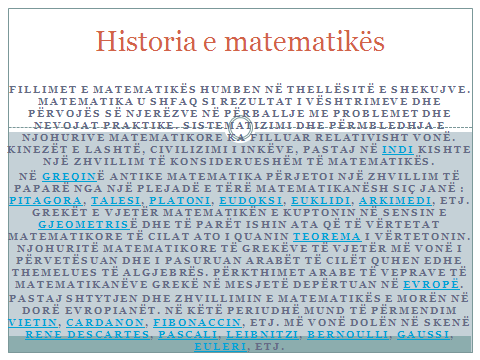 Historia e matematikës
FILLIMET E MATEMATIKËS HUMBEN NË THELLËSITË E SHEKUJVE.
MATEMATIKA U SHFAQ SI REZULTAT I VËSHTRIMEVE DHE
PËRVOJËS SË NJERËZVE NË PËRBALLJE ME PROBLEMET DHE
NEVOJAT PRAKTIKE. SISTEMATIZIMI DHE PËRMBLEDHJA E
NJOHURIVE MATEMATIKORE KA FILLUAR RELATIVISHT VONË.
KINEZËT E LASHTË, CIVILIZIMI I INKËVE, PASTAJ NË INDI KISHTE
NJË ZHVILLIM TË KONSIDERUESHËM TË MATEMATIKËS.
NË GREQINË ANTIKE MATEMATIKA PËRJETOI NJË ZHVILLIM TË
PAPARË NGA NJË PLEJADË E TËRË MATEMATIKANËSH SIÇ JANË :
PITAGORA, TALESI, PLATONI, EUDOKSI, EUKLIDI, ARKIMEDI, ETJ.
GREKËT E VJETËR MATEMATIKËN E KUPTONIN NË SENSIN E
GJEOMETRISË DHE TË PARËT ISHIN ATA QË TË VËRTETAT
MATEMATIKORE TË CILAT ATO I QUANIN TEOREMA I VËRTETONIN.
NJOHURITË MATEMATIKORE TË GREKËVE TË VJETËR MË VONË I
PËRVETËSUAN DHE I PASURUAN ARABËT TË CILËT QUHEN EDHE
THEMELUES TË ALGJEBRËS. PËRKTHIMET ARABE TË VEPRAVE TË
MATEMATIKANËVE GREKË NË MESJETË DEPËRTUAN NË EVROPË.
PASTAJ SHTYTJEN DHE ZHVILLIMIN E MATEMATIKËS E MORËN NË
DORË EVROPIANËT. NË KËTË PERIUDHË MUND TË PËRMENDIM
VIETIN, CARDANON, FIBONACCIN, ETJ. MË VONË DOLËN NË SKENË
RENE DESCARTES, PASCALI, LEIBNITZI, BERNOULLI, GAUSSI,
EULERI, ETJ.